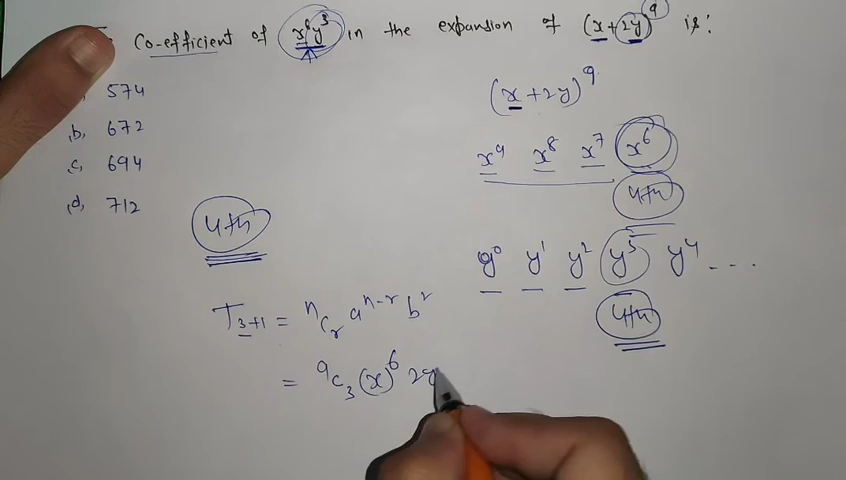 Co-efficient of x⁶y³ in the expansion of (x+2y)⁹ is:
574
b, 672
c, 694
d, 712
(x+2y)⁹
x⁹ x⁸ x⁷ x⁶
4th
4th
y⁰ y¹ y² y³ y⁴ ...
4th
T₃₊₁ = ⁿCᵣ aⁿ⁻ʳ bʳ
= ⁹C₃ (x)⁶ 2y